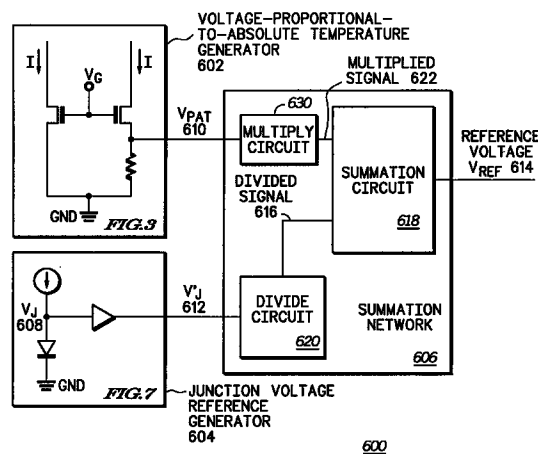 VOLTAGE-PROPORTIONAL-
TO-ABSOLUTE TEMPERATURE
GENERATOR
602
I
I
VG
VPAT
610
GND
FIG.3
MULTIPLIED
SIGNAL 622
630
MULTIPLY
CIRCUIT
DIVIDED
SIGNAL
616
SUMMATION
CIRCUIT
618
REFERENCE
VOLTAGE
VREF 614
VJ
608
V'J
612
GND
FIG.7
DIVIDE
CIRCUIT
620
SUMMATION
NETWORK
606
JUNCTION VOLTAGE
REFERENCE
GENERATOR
604
600